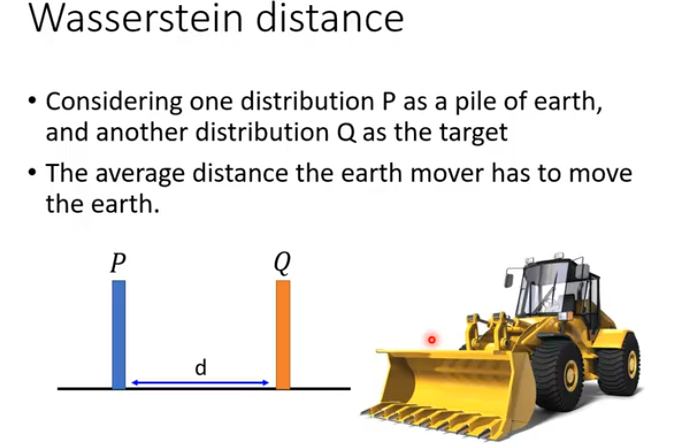 Wasserstein distance
• Considering one distribution P as a pile of earth,
and another distribution Q as the target
• The average distance the earth mover has to move
the earth.
P
Q
d